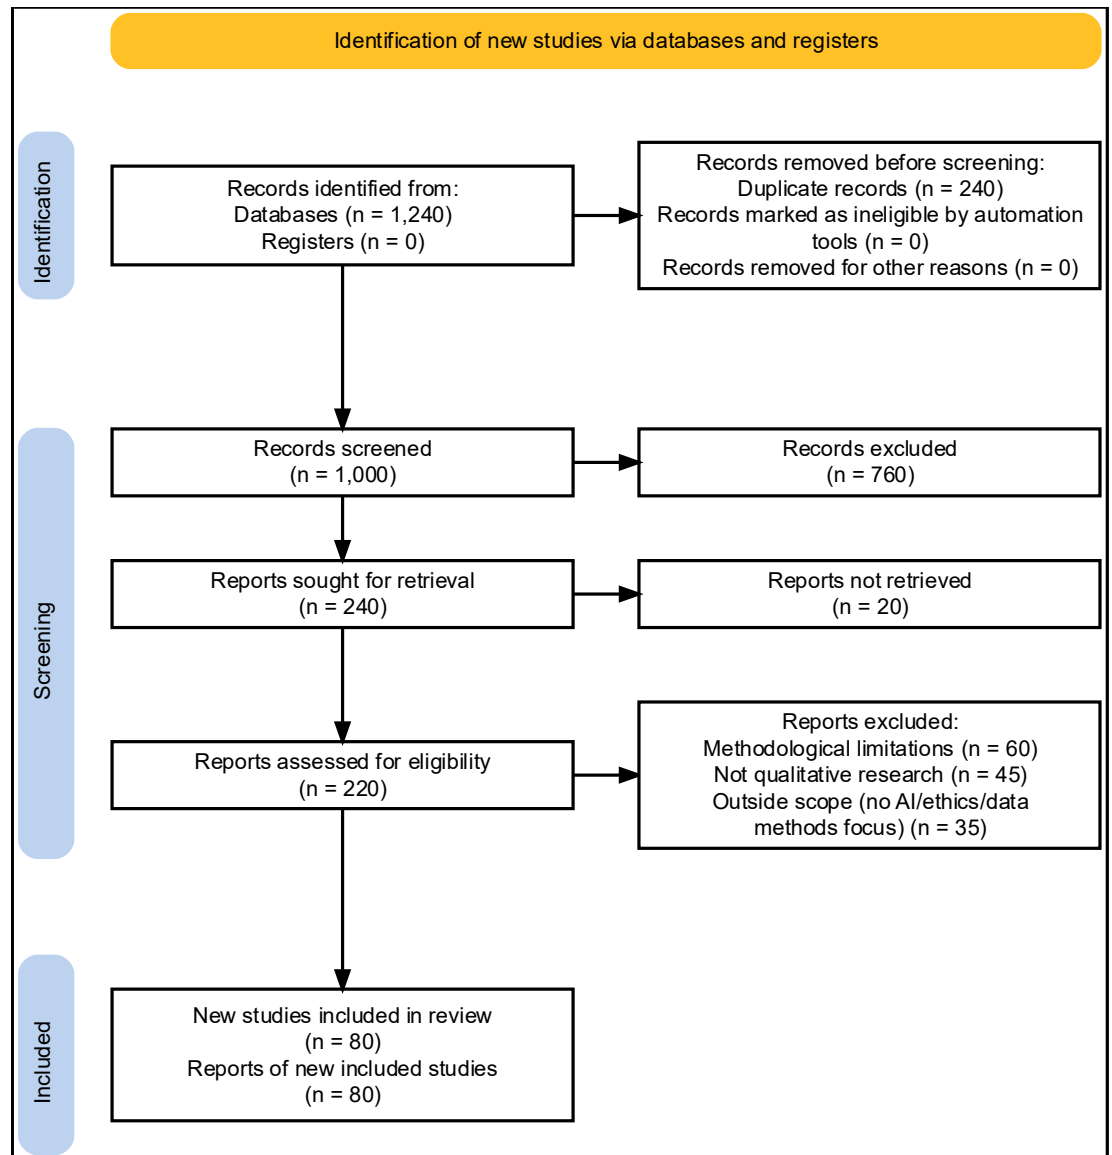 Identification of new studies via databases and registers
Identification
Records identified from:
Databases (n = 1,240)
Registers (n = 0)
Records removed before screening:
Duplicate records (n = 240)
Records marked as ineligible by automation
tools (n = 0)
Records removed for other reasons (n = 0)
Screening
Records screened
(n = 1,000)
Records excluded
(n = 760)
Reports sought for retrieval
(n = 240)
Reports not retrieved
(n = 20)
Reports assessed for eligibility
(n = 220)
Reports excluded:
Methodological limitations (n = 60)
Not qualitative research (n = 45)
Outside scope (no AI/ethics/data
methods focus) (n = 35)
Included
New studies included in review
(n = 80)
Reports of new included studies
(n = 80)